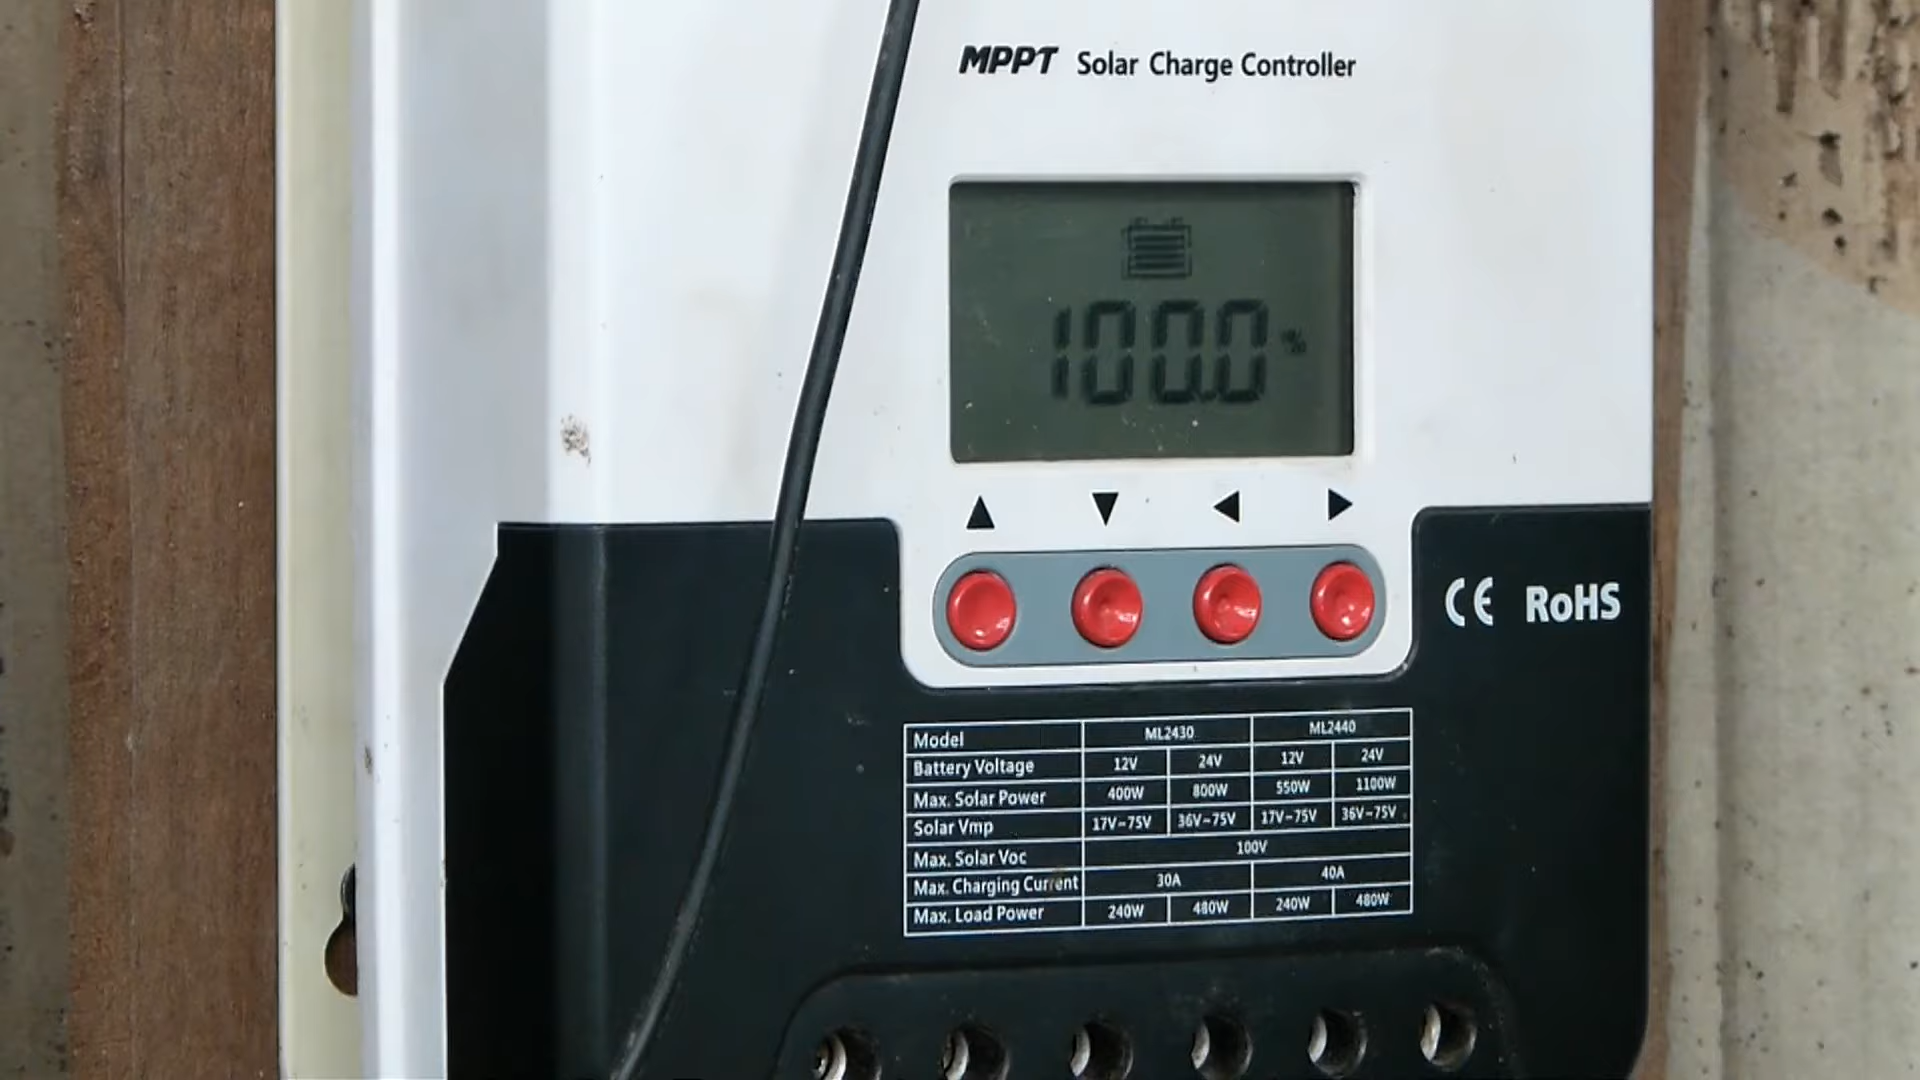 MPPT Solar Charge Controller
100.0 %
▲ ▼ ◀ ▶
CE RoHS
Model ML2430 ML2440
Battery Voltage 12V 24V 12V 24V
Max. Solar Power 400W 800W 550W 1100W
Solar Vmp 17V~75V 36V~75V 17V~75V 36V~75V
Max. Solar Voc 100V
Max. Charging Current 30A 40A
Max. Load Power 240W 480W 240W 480W